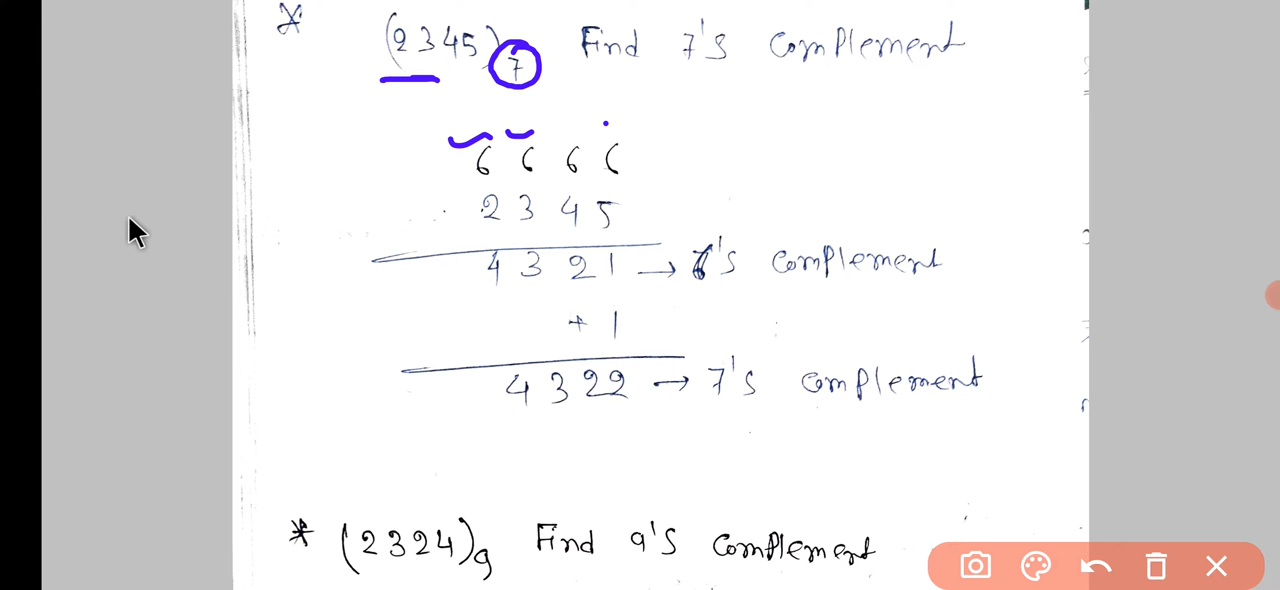 * (2345)7 Find 7's complement
6 6 6 6
2 3 4 5
4 3 2 1 → 6's complement
+ 1
4 3 2 2 → 7's complement
* (2324)9 Find 9's complement